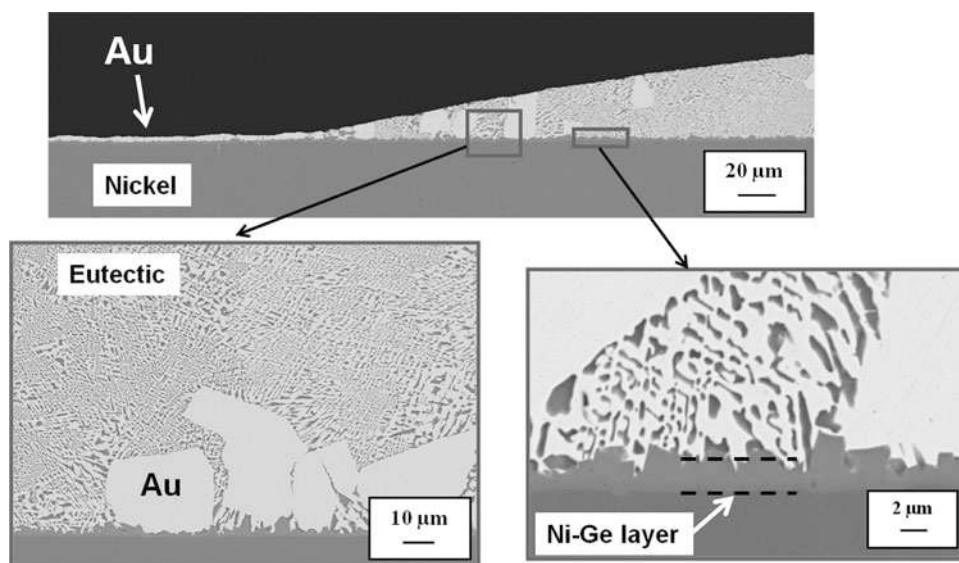 Au
Nickel
20 μm
Eutectic
Au
10 μm
Ni-Ge layer
2 μm